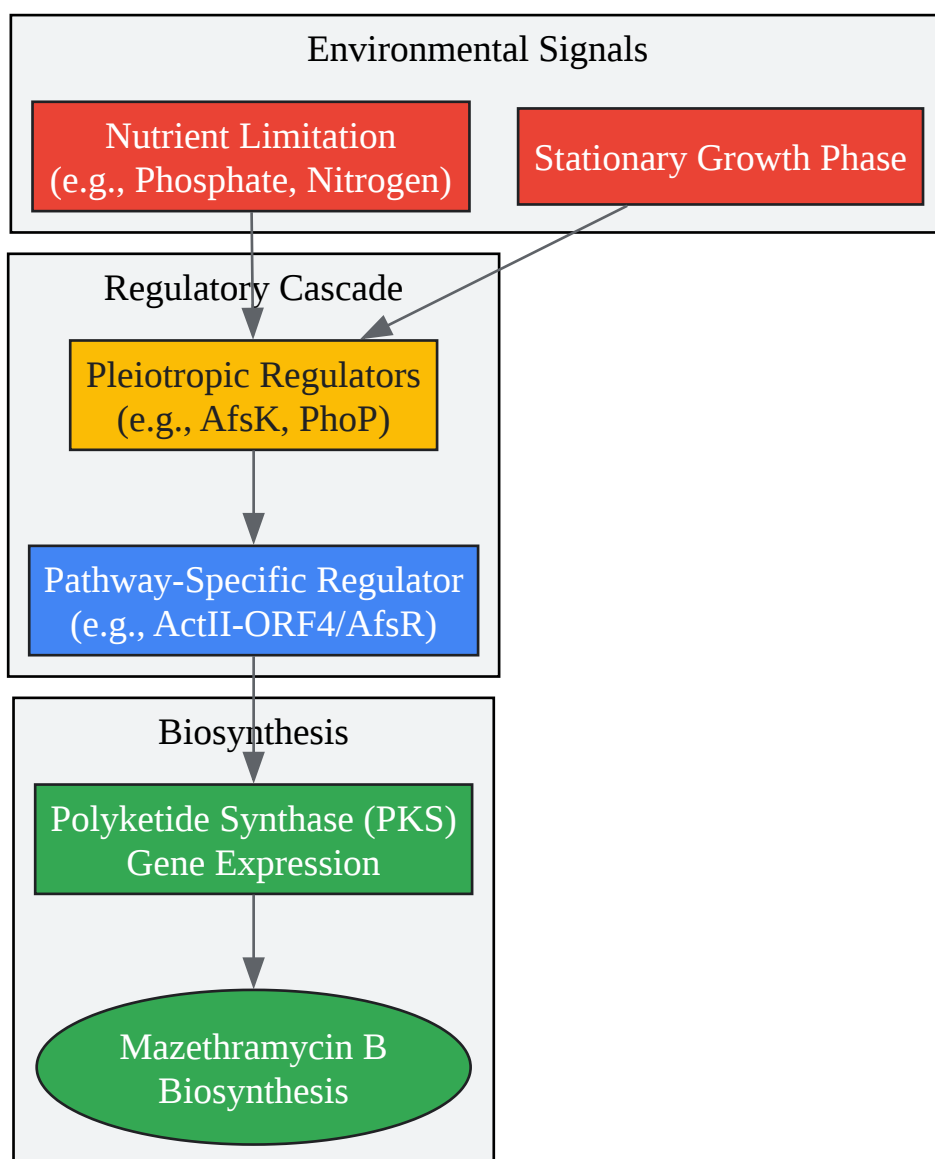 Environmental Signals
Nutrient Limitation
(e.g., Phosphate, Nitrogen)
Stationary Growth Phase
Regulatory Cascade
Pleiotropic Regulators
(e.g., AfsK, PhoP)
Pathway-Specific Regulator
(e.g., ActII-ORF4/AfsR)
Biosynthesis
Polyketide Synthase (PKS)
Gene Expression
Mazethramycin B
Biosynthesis